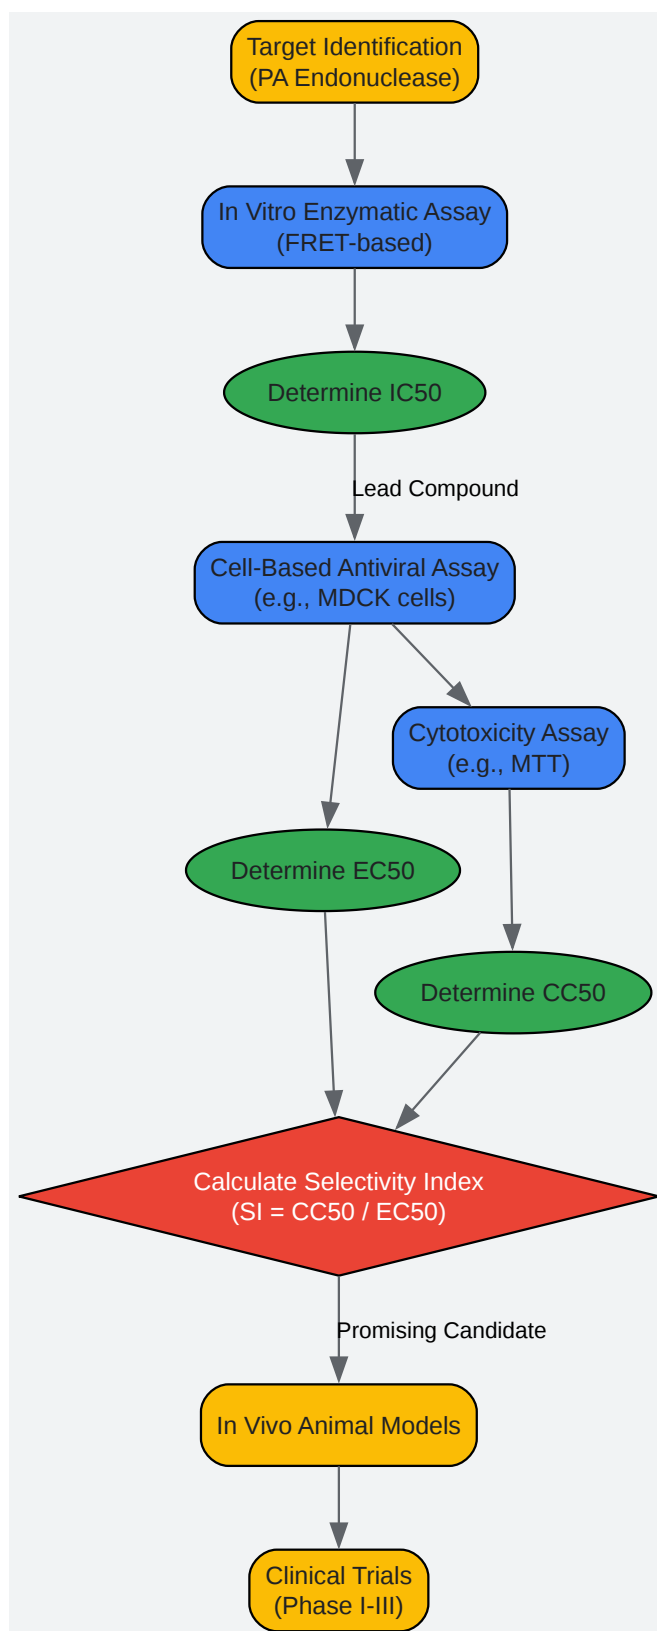 Target Identification
(PA Endonuclease)
In Vitro Enzymatic Assay
(FRET-based)
Determine IC50
Lead Compound
Cell-Based Antiviral Assay
(e.g., MDCK cells)
Cytotoxicity Assay
(e.g., MTT)
Determine EC50
Determine CC50
Calculate Selectivity Index
(SI = CC50 / EC50)
Promising Candidate
In Vivo Animal Models
Clinical Trials
(Phase I-III)